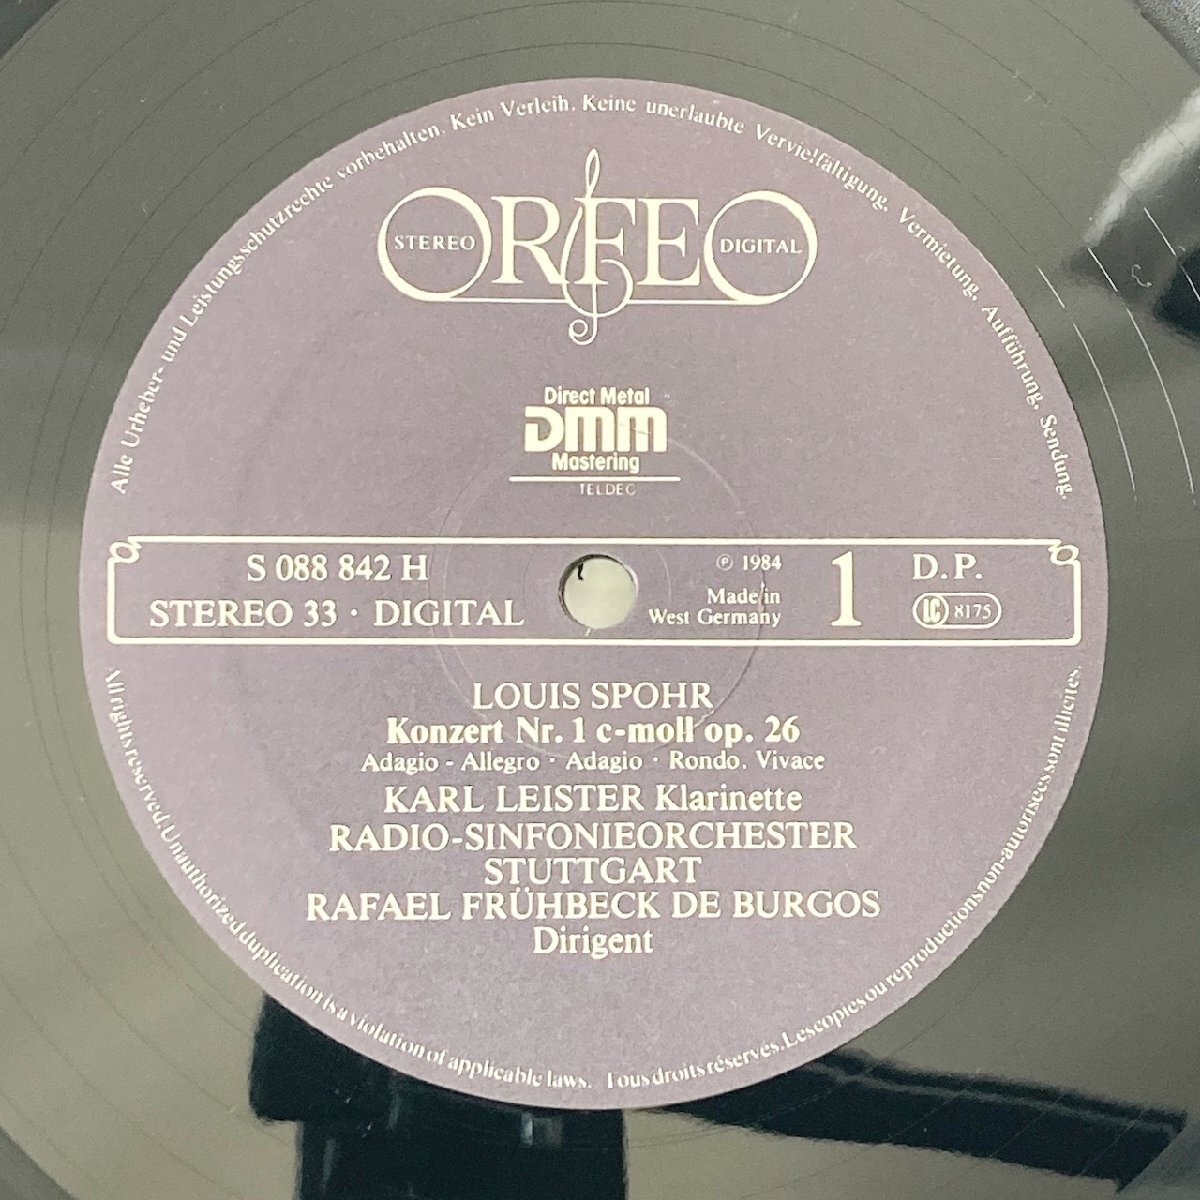 Alle Urheber- und Leistungsschutzrechte vorbehalten. Kein Verleih. Keine unerlaubte Vervielfältigung, Vermietung, Aufführung, Sendung.
ORFEO
STEREO
DIGITAL
Direct Metal
DMM
Mastering
TELDEC
S 088 842 H
STEREO 33 · DIGITAL
℗ 1984
Made in
West Germany
1
D.P.
LC 8175
LOUIS SPOHR
Konzert Nr. 1 c-moll op. 26
Adagio - Allegro · Adagio · Rondo. Vivace
KARL LEISTER Klarinette
RADIO-SINFONIEORCHESTER
STUTTGART
RAFAEL FRÜHBECK DE BURGOS
Dirigent
All rights reserved. Unauthorized duplication is a violation of applicable laws. Tous droits réservés. Les copies ou reproductions non-autorisées sont illicites.